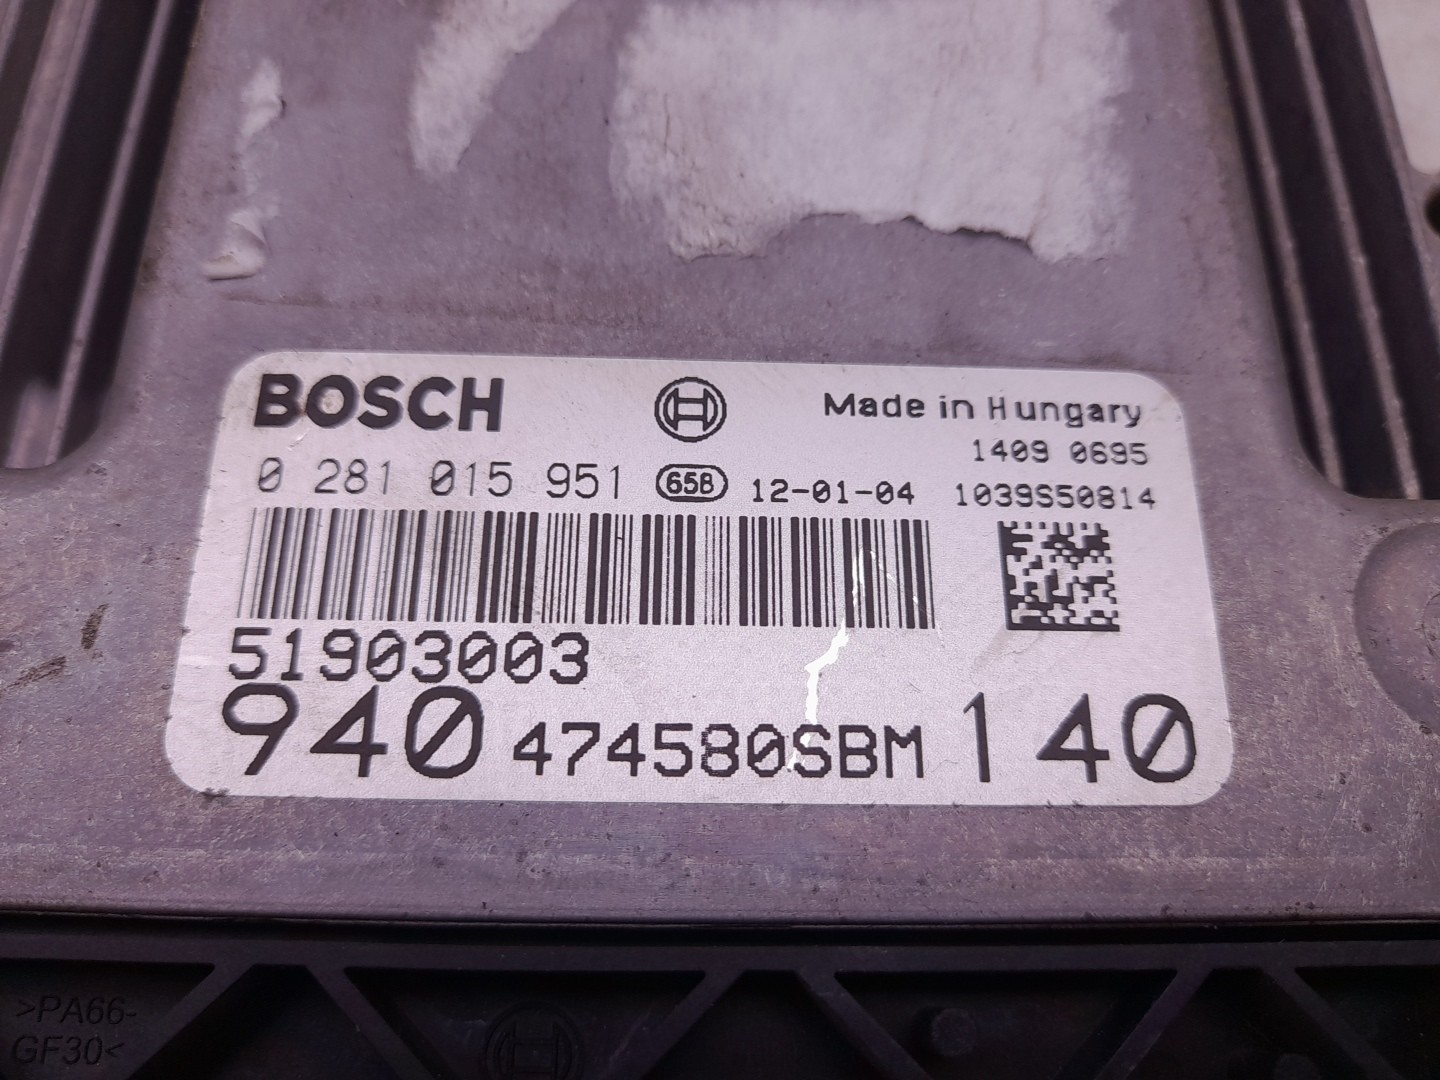 BOSCH
Made in Hungary
1409 0695
0 281 015 951 65B 12-01-04 1039S50814
51903003
940 474580SBM 140
>PA66-
GF30<